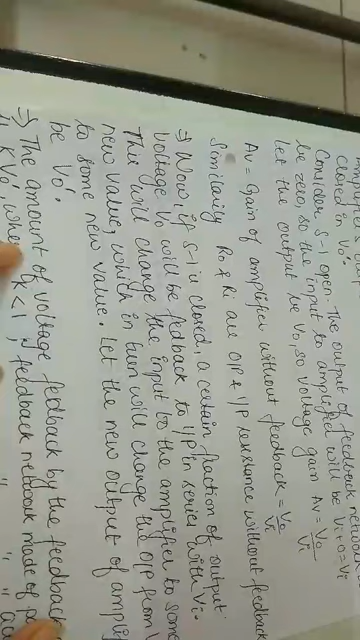 closed in Vo'.
Consider S-1 open. The output of feedback network
be zero, so the input to amplifier will be Vi+0=Vi
let the output be Vo, so voltage gain Av = Vo/Vi
Av = Gain of amplifier without feedback = Vo/Vi
Similarly Ro & Ri are O/P & I/P resistance without feedback
⇒ Now, if S-1 is closed, a certain fraction of output
voltage Vo will be fedback to I/P in series with Vi.
This will change the input to the amplifier to some
new value, which in turn will change the O/P from
to some new value. Let the new output of amplif
be Vo'.
⇒ The amount of voltage feedback by the feedback
KVo', K<1, feedback network made of